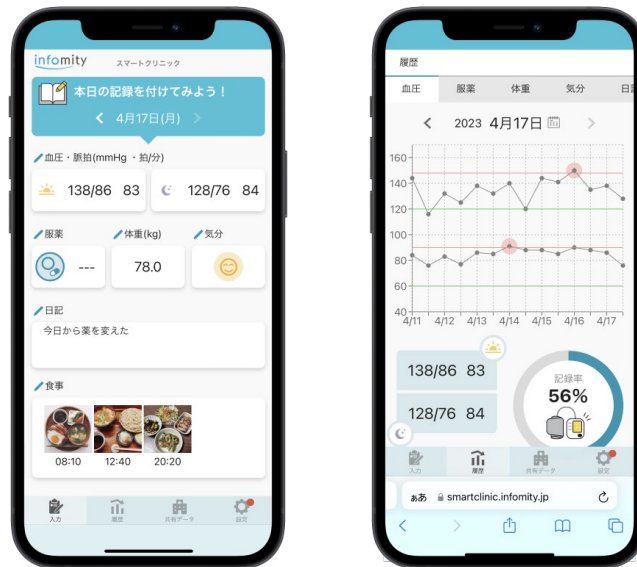 infomity スマートクリニック
本日の記録を付けてみよう！
< 4月17日(月) >
血圧・脈拍(mmHg ・拍/分)
138/86 83 128/76 84
服薬 体重(kg) 気分
--- 78.0
日記
今日から薬を変えた
食事
08:10 12:40 20:20
入力 履歴 共有データ 設定
履歴
血圧 服薬 体重 気分 日
< 2023 4月17日 >
160
140
120
100
80
60
40
4/11 4/12 4/13 4/14 4/15 4/16 4/17
138/86 83
128/76 84
記録率
56%
入力 履歴 共有データ 設定
ぁあ smartclinic.infomity.jp